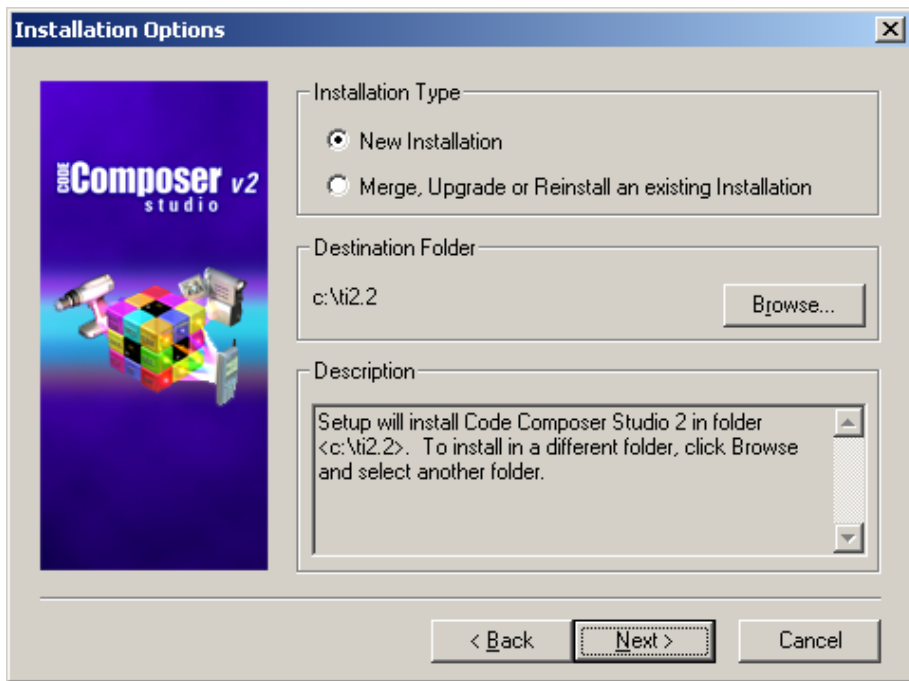 Installation Options
CODE Composer v2
studio
Installation Type
New Installation
Merge, Upgrade or Reinstall an existing Installation
Destination Folder
c:\ti2.2
Browse...
Description
Setup will install Code Composer Studio 2 in folder
<c:\ti2.2>.  To install in a different folder, click Browse
and select another folder.
< Back
Next >
Cancel